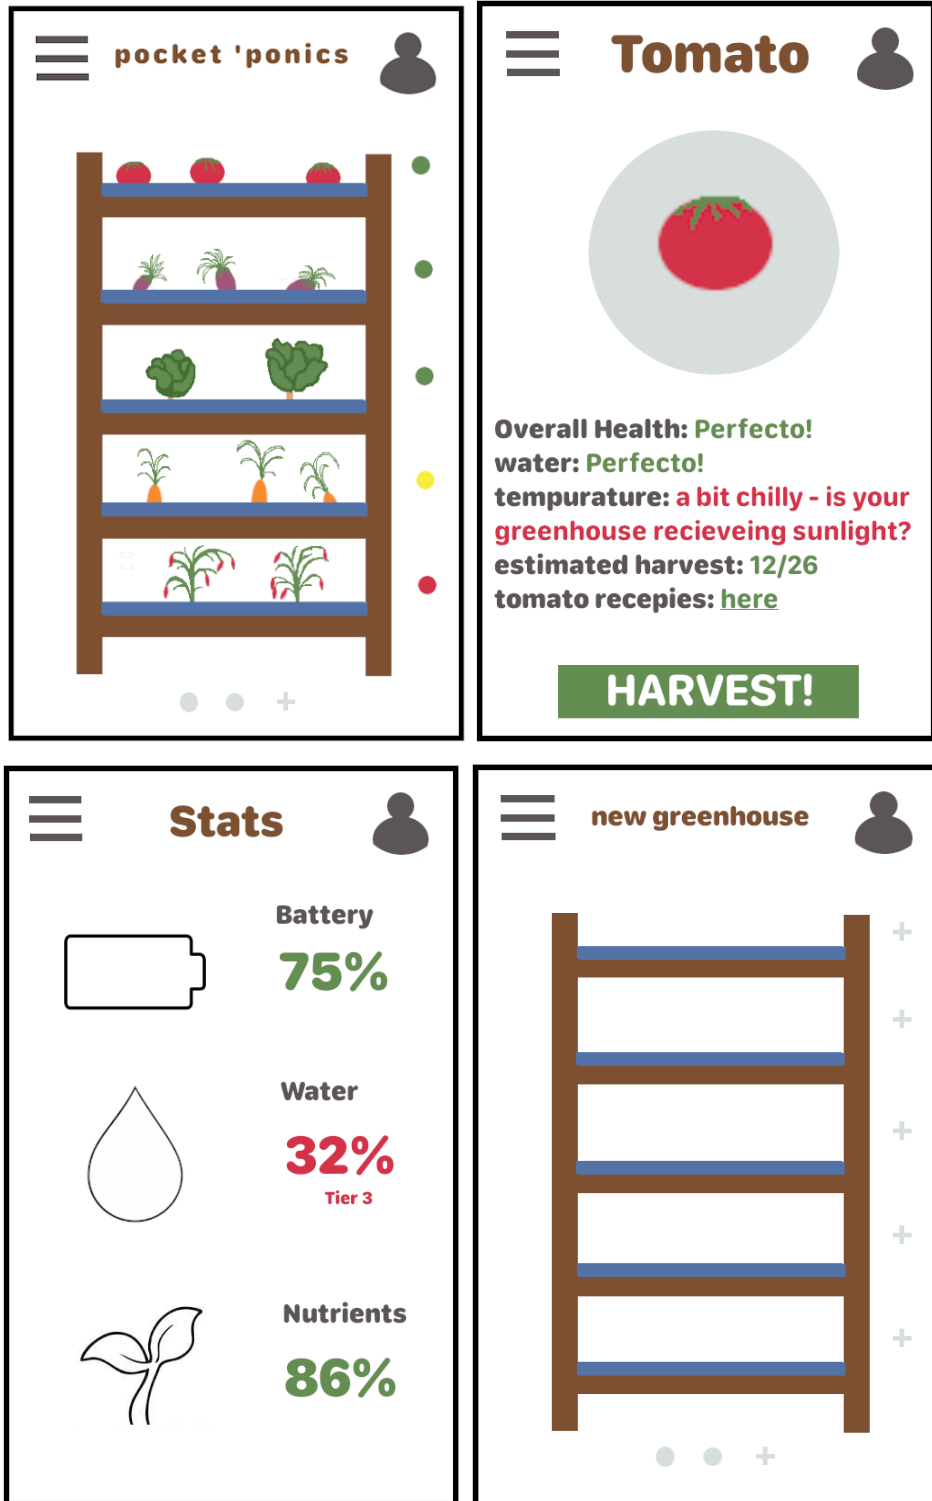 pocket 'ponics
Tomato
Overall Health: Perfecto!
water: Perfecto!
tempurature: a bit chilly - is your
greenhouse recieveing sunlight?
estimated harvest: 12/26
tomato recepies: here
HARVEST!
Stats
Battery
75%
Water
32%
Tier 3
Nutrients
86%
new greenhouse
+
+
+
+
+
+